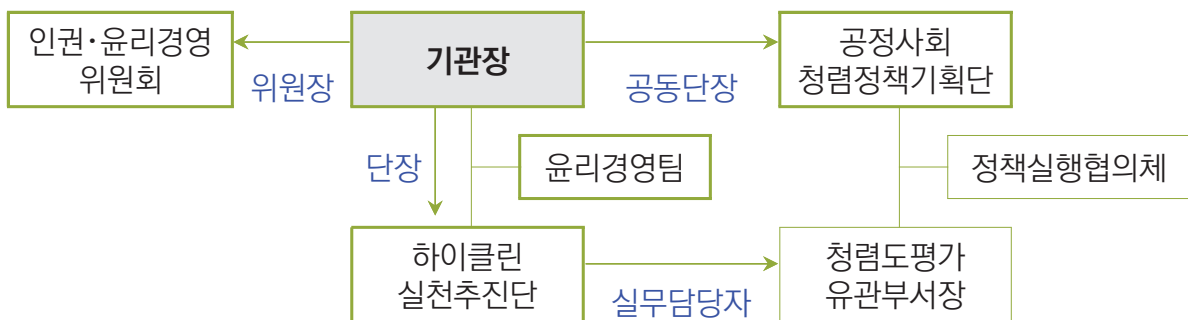 인권·윤리경영
위원회
위원장
기관장
공동단장
공정사회
청렴정책기획단
단장
윤리경영팀
정책실행협의체
하이클린
실천추진단
실무담당자
청렴도평가
유관부서장